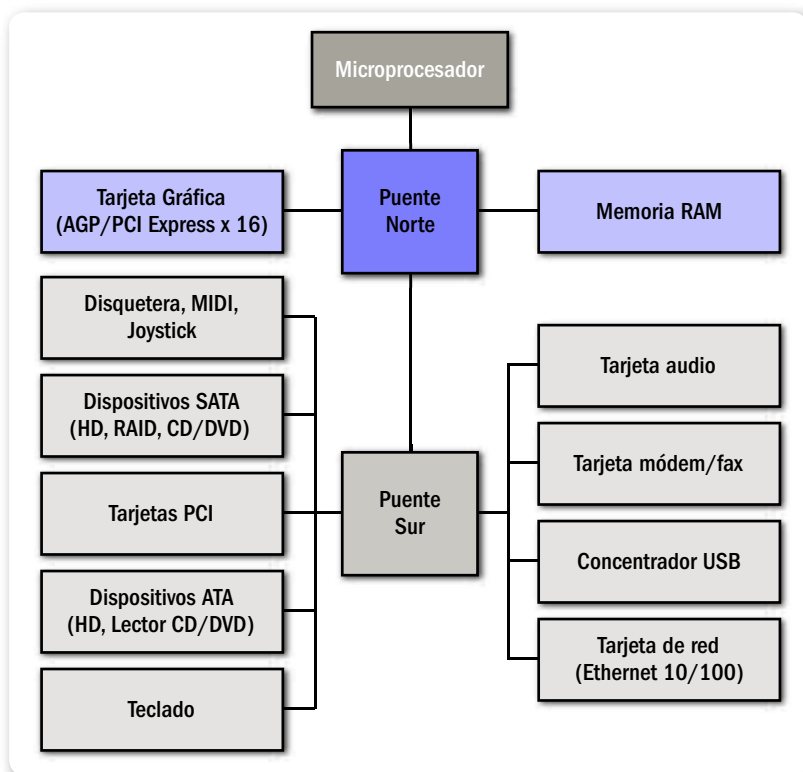 Microprocesador
Tarjeta Gráfica
(AGP/PCI Express x 16)
Puente
Norte
Memoria RAM
Disquetera, MIDI,
Joystick
Dispositivos SATA
(HD, RAID, CD/DVD)
Tarjetas PCI
Dispositivos ATA
(HD, Lector CD/DVD)
Teclado
Puente
Sur
Tarjeta audio
Tarjeta módem/fax
Concentrador USB
Tarjeta de red
(Ethernet 10/100)